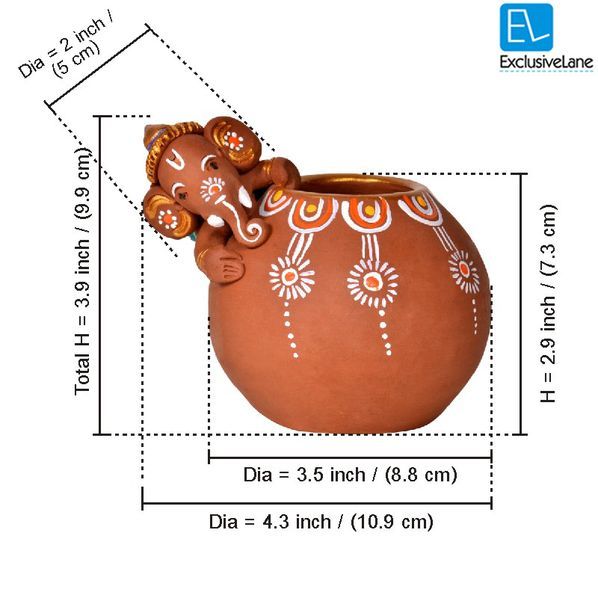 Dia = 2 inch /
(5 cm)
ExclusiveLane
Total H = 3.9 inch / (9.9 cm)
H = 2.9 inch / (7.3 cm)
Dia = 3.5 inch / (8.8 cm)
Dia = 4.3 inch / (10.9 cm)